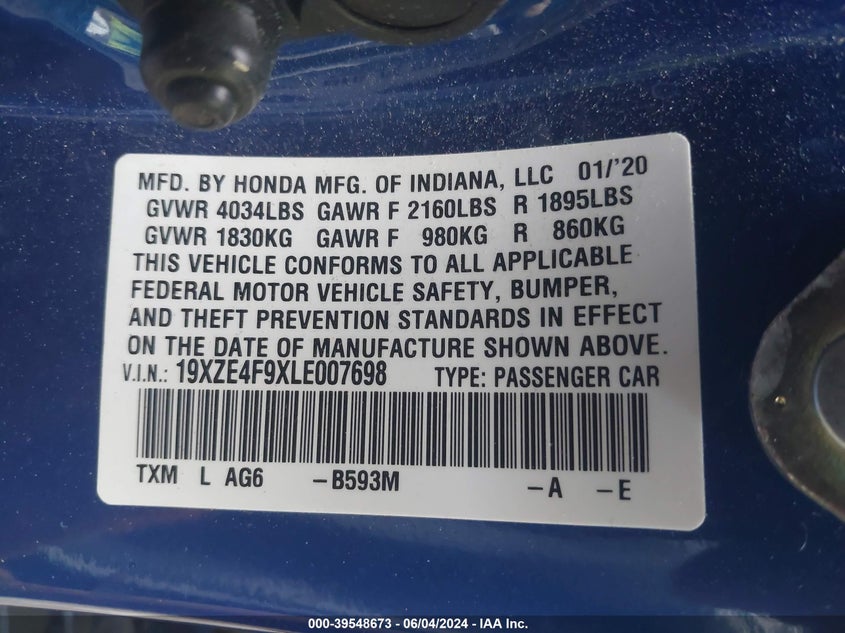 MFD. BY HONDA MFG. OF INDIANA, LLC 01/'20
GVWR 4034LBS GAWR F 2160LBS R 1895LBS
GVWR 1830KG GAWR F 980KG R 860KG
THIS VEHICLE CONFORMS TO ALL APPLICABLE
FEDERAL MOTOR VEHICLE SAFETY, BUMPER,
AND THEFT PREVENTION STANDARDS IN EFFECT
ON THE DATE OF MANUFACTURE SHOWN ABOVE.
V.I.N.: 19XZE4F9XLE007698 TYPE: PASSENGER CAR
TXM L AG6 –B593M –A –E
000-39548673 - 06/04/2024 - IAA Inc.